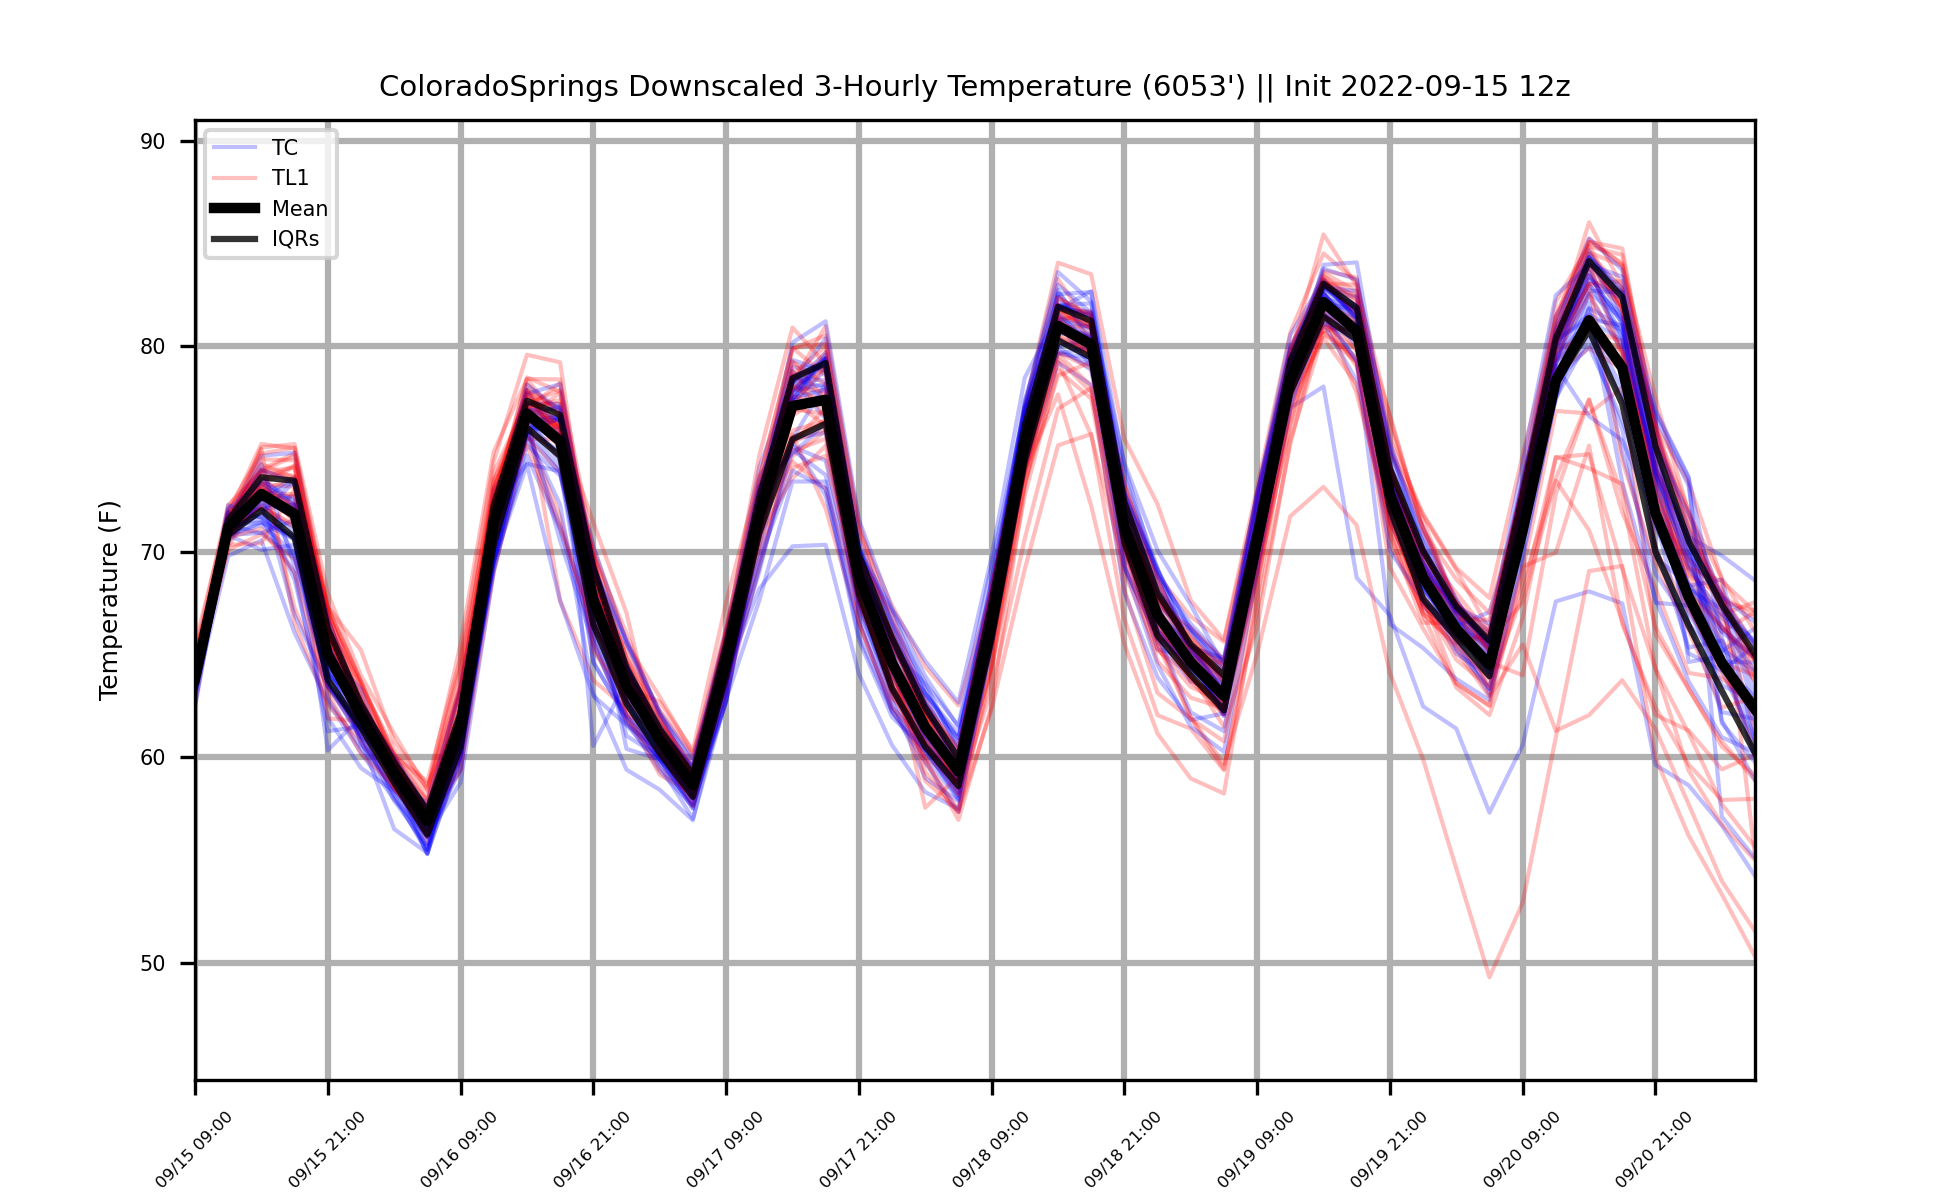 ColoradoSprings Downscaled 3-Hourly Temperature (6053') || Init 2022-09-15 12z
TC
TL1
Mean
IQRs
Temperature (F)
90
80
70
60
50
09/15 09:00
09/15 21:00
09/16 09:00
09/16 21:00
09/17 09:00
09/17 21:00
09/18 09:00
09/18 21:00
09/19 09:00
09/19 21:00
09/20 09:00
09/20 21:00